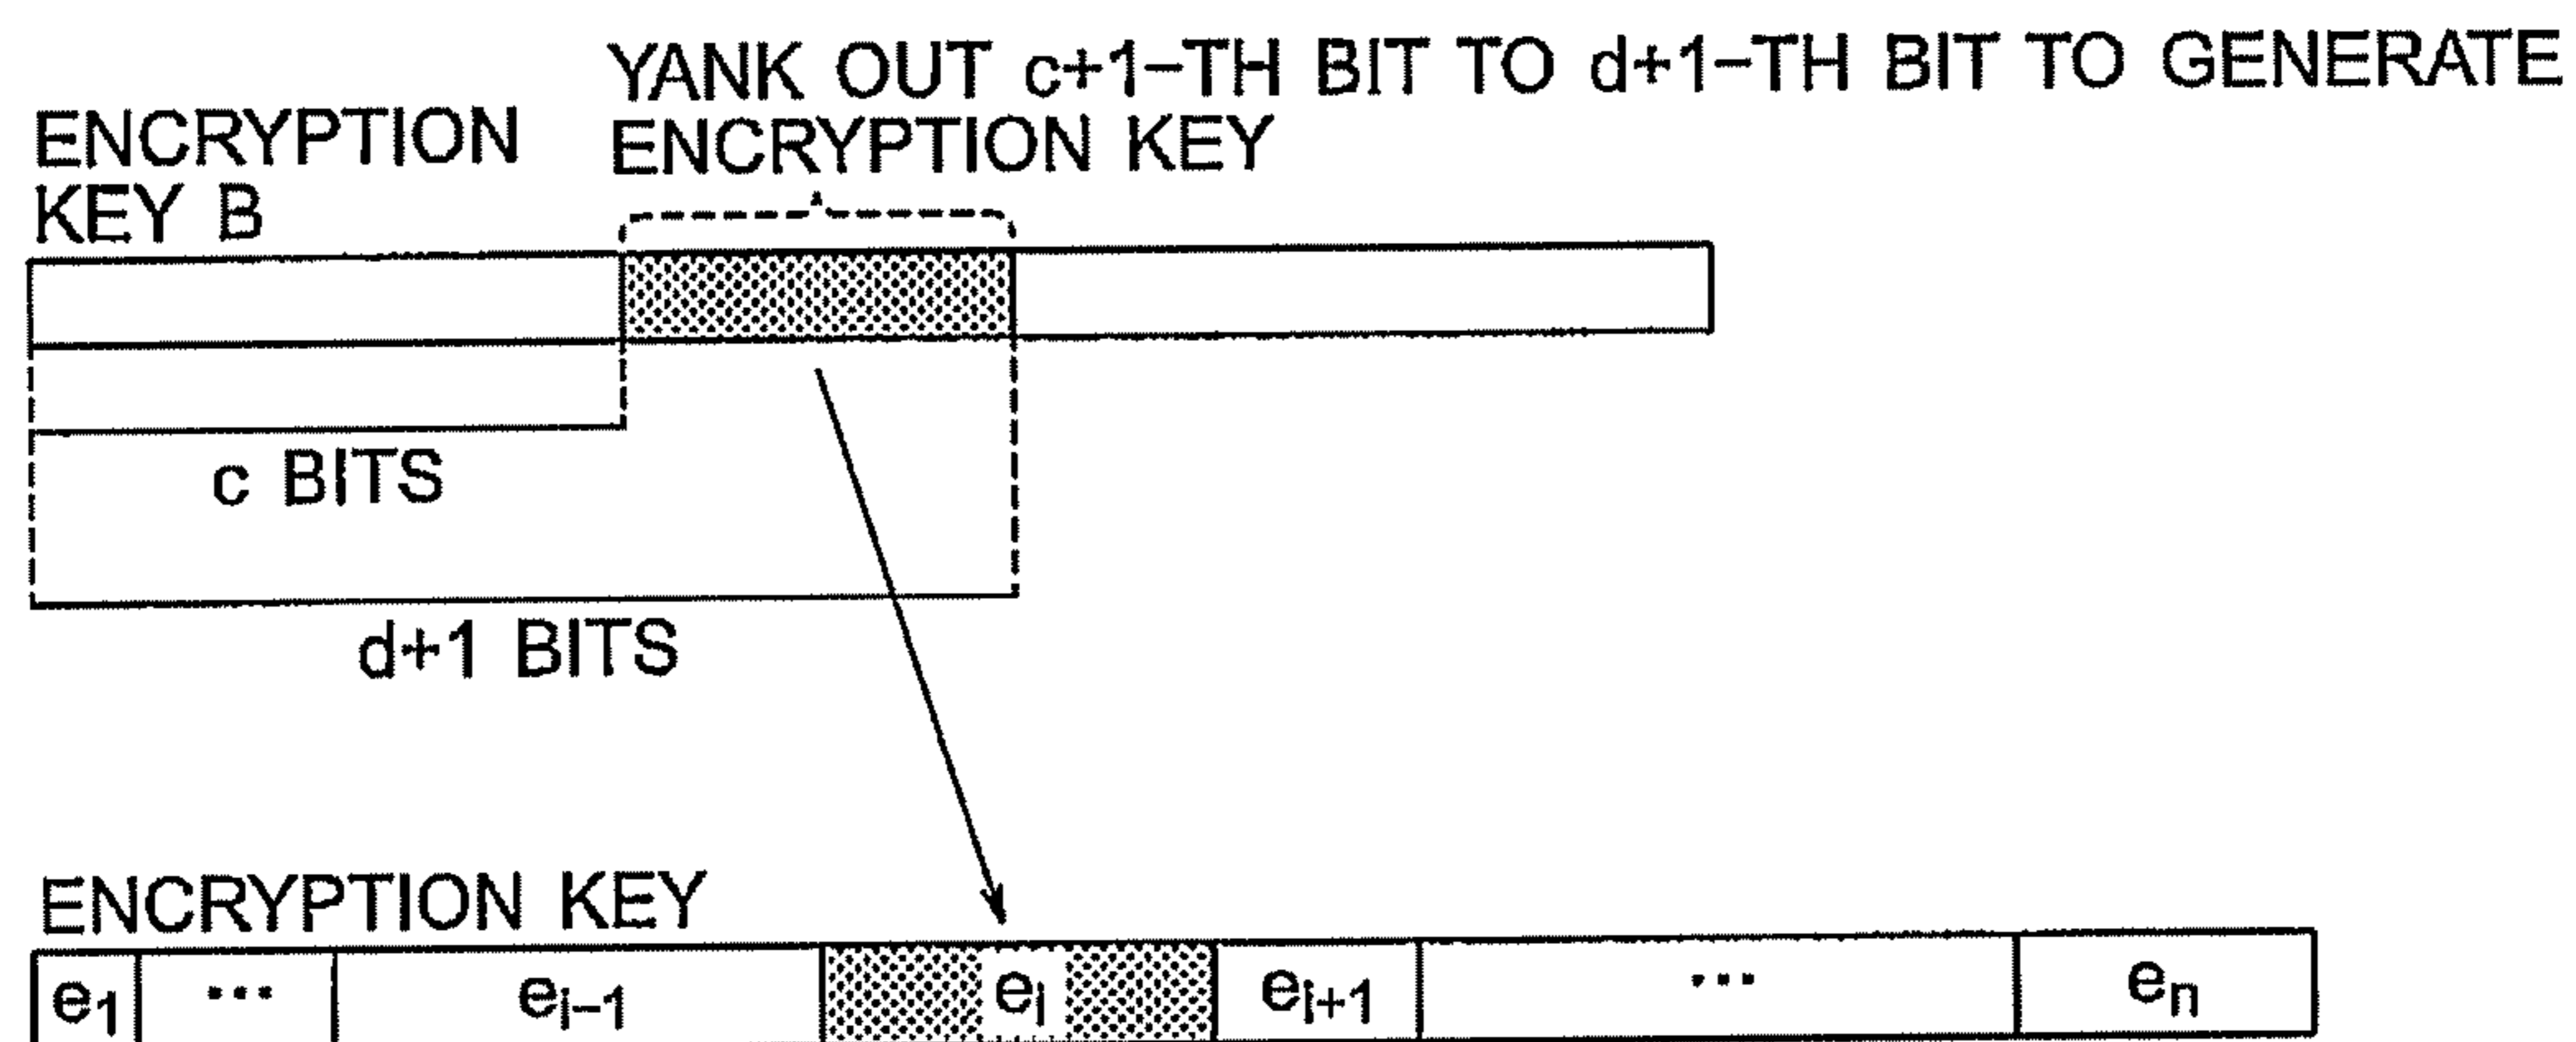 YANK OUT c+1-TH BIT TO d+1-TH BIT TO GENERATE
ENCRYPTION KEY
ENCRYPTION
KEY B
c BITS
d+1 BITS
ENCRYPTION KEY
e1 ... ei-1 ei ei+1 ... en